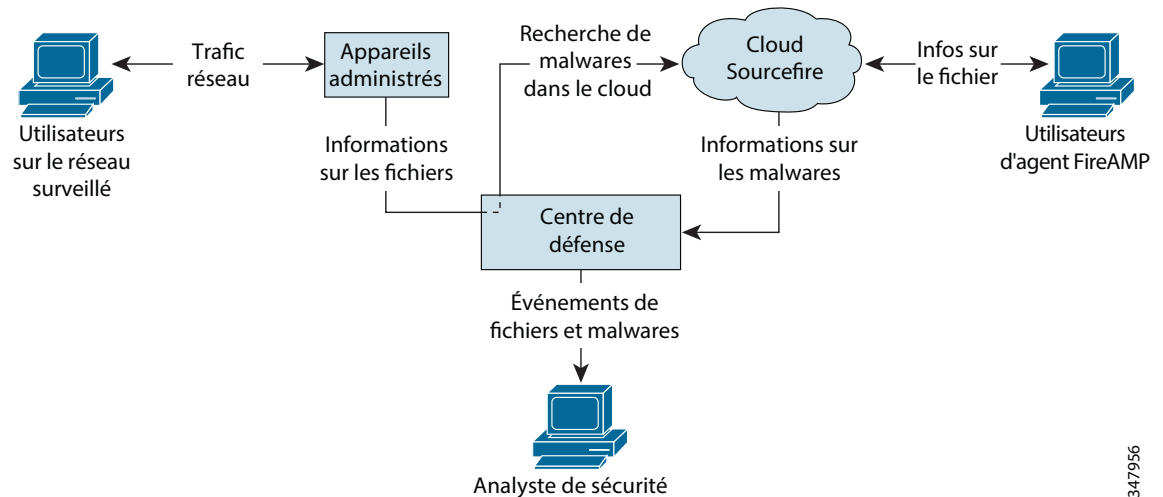 Utilisateurs
sur le réseau
surveillé
Trafic
réseau
Appareils
administrés
Informations
sur les fichiers
Recherche de
malwares
dans le cloud
Cloud
Sourcefire
Infos sur
le fichier
Utilisateurs
d'agent FireAMP
Informations sur
les malwares
Centre de
défense
Événements de
fichiers et malwares
Analyste de sécurité
347956